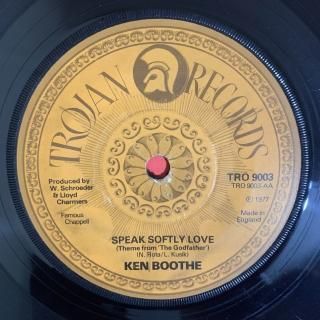 TROJAN RECORDS
TRO 9003
TRO 9003-AA
Produced by
W. Schroeder
& Lloyd
Charmers
℗ 1977
"Famous
Chappell
Made in
England
SPEAK SOFTLY LOVE
(Theme from 'The Godfather')
(N. Rota/L. Kusik)
KEN BOOTHE